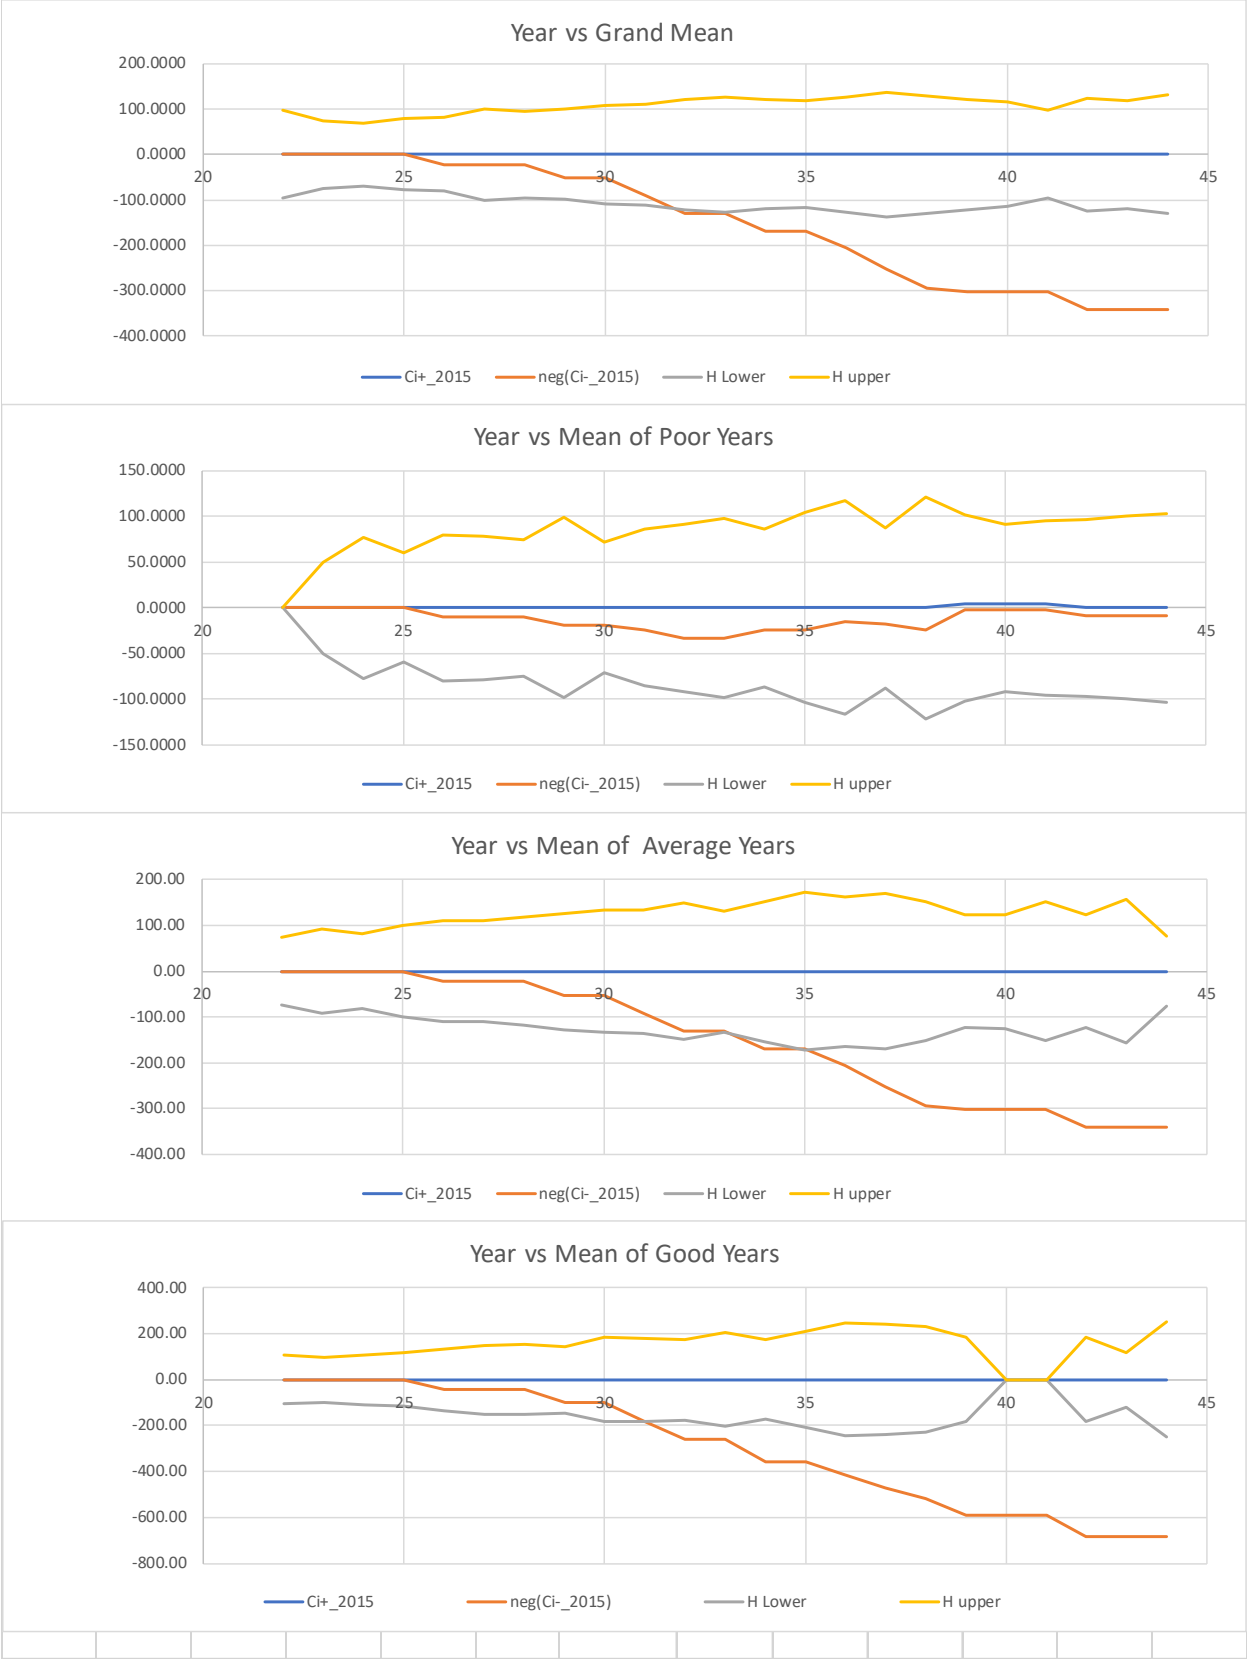 Year vs Grand Mean
200.0000
100.0000
0.0000
20 25 30 35 40 45
-100.0000
-200.0000
-300.0000
-400.0000
Ci+_2015 neg(Ci-_2015) H Lower H upper
Year vs Mean of Poor Years
150.0000
100.0000
50.0000
0.0000
20 25 30 35 40 45
-50.0000
-100.0000
-150.0000
Ci+_2015 neg(Ci-_2015) H Lower H upper
Year vs Mean of  Average Years
200.00
100.00
0.00
20 25 30 35 40 45
-100.00
-200.00
-300.00
-400.00
Ci+_2015 neg(Ci-_2015) H Lower H upper
Year vs Mean of Good Years
400.00
200.00
0.00
20 25 30 35 40 45
-200.00
-400.00
-600.00
-800.00
Ci+_2015 neg(Ci-_2015) H Lower H upper